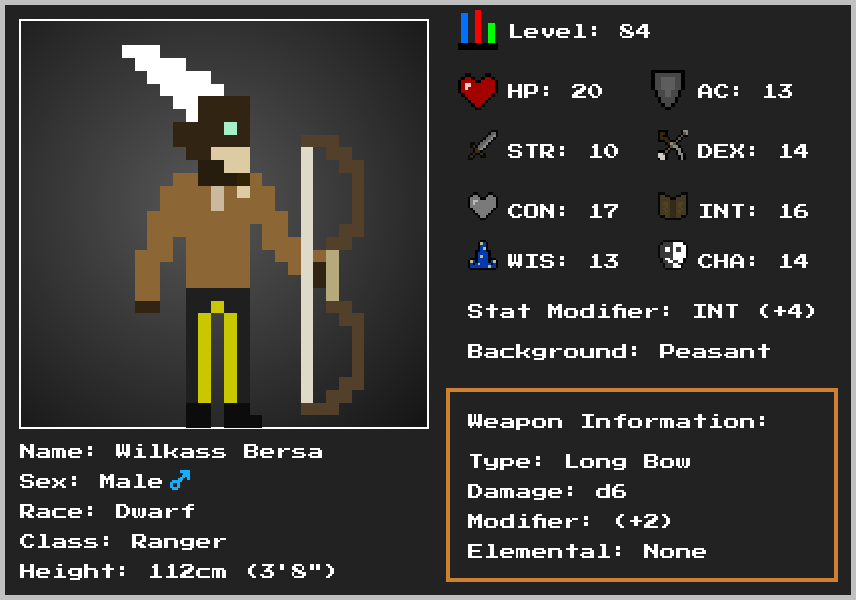 Level: 84
HP: 20
AC: 13
STR: 10
DEX: 14
CON: 17
INT: 16
WIS: 13
CHA: 14
Stat Modifier: INT (+4)
Background: Peasant
Weapon Information:
Type: Long Bow
Damage: d6
Modifier: (+2)
Elemental: None
Name: Wilkass Bersa
Sex: Male ♂
Race: Dwarf
Class: Ranger
Height: 112cm (3'8")